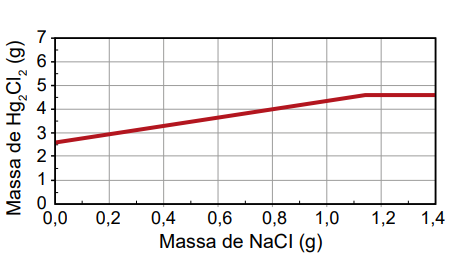 Massa de Hg₂Cl₂ (g)
7
6
5
4
3
2
1
0
0,0 0,2 0,4 0,6 0,8 1,0 1,2 1,4
Massa de NaCl (g)